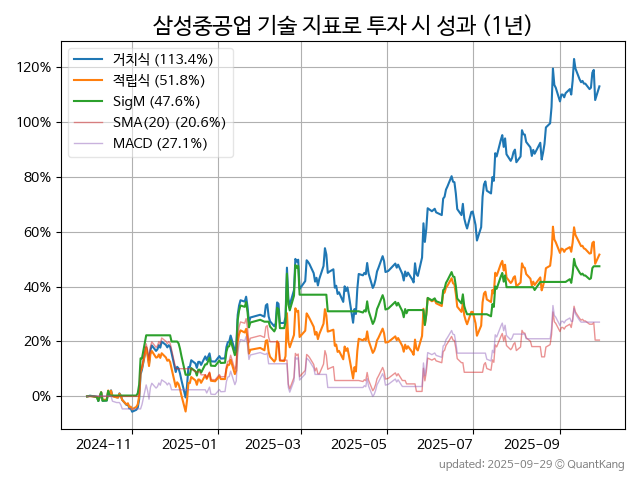 삼성중공업 기술 지표로 투자 시 성과 (1년)
거치식 (113.4%)
적립식 (51.8%)
SigM (47.6%)
SMA(20) (20.6%)
MACD (27.1%)
120%
100%
80%
60%
40%
20%
0%
2024-11 2025-01 2025-03 2025-05 2025-07 2025-09
updated: 2025-09-29 © QuantKang